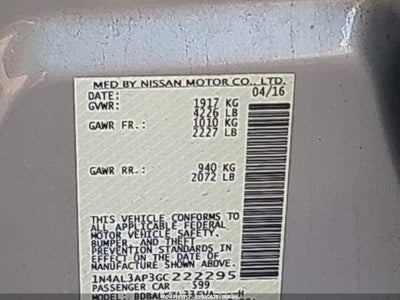 MFD BY NISSAN MOTOR CO., LTD.
DATE: 04/16
GVWR: 1917 KG
4226 LB
GAWR FR.: 1010 KG
2227 LB
GAWR RR.: 940 KG
2072 LB
THIS VEHICLE CONFORMS TO
ALL APPLICABLE FEDERAL
MOTOR VEHICLE SAFETY,
BUMPER, AND THEFT
PREVENTION STANDARDS IN
EFFECT ON THE DATE OF
MANUFACTURE SHOWN ABOVE.
1N4AL3AP3GC222295
PASSENGER CAR 599
MODEL: